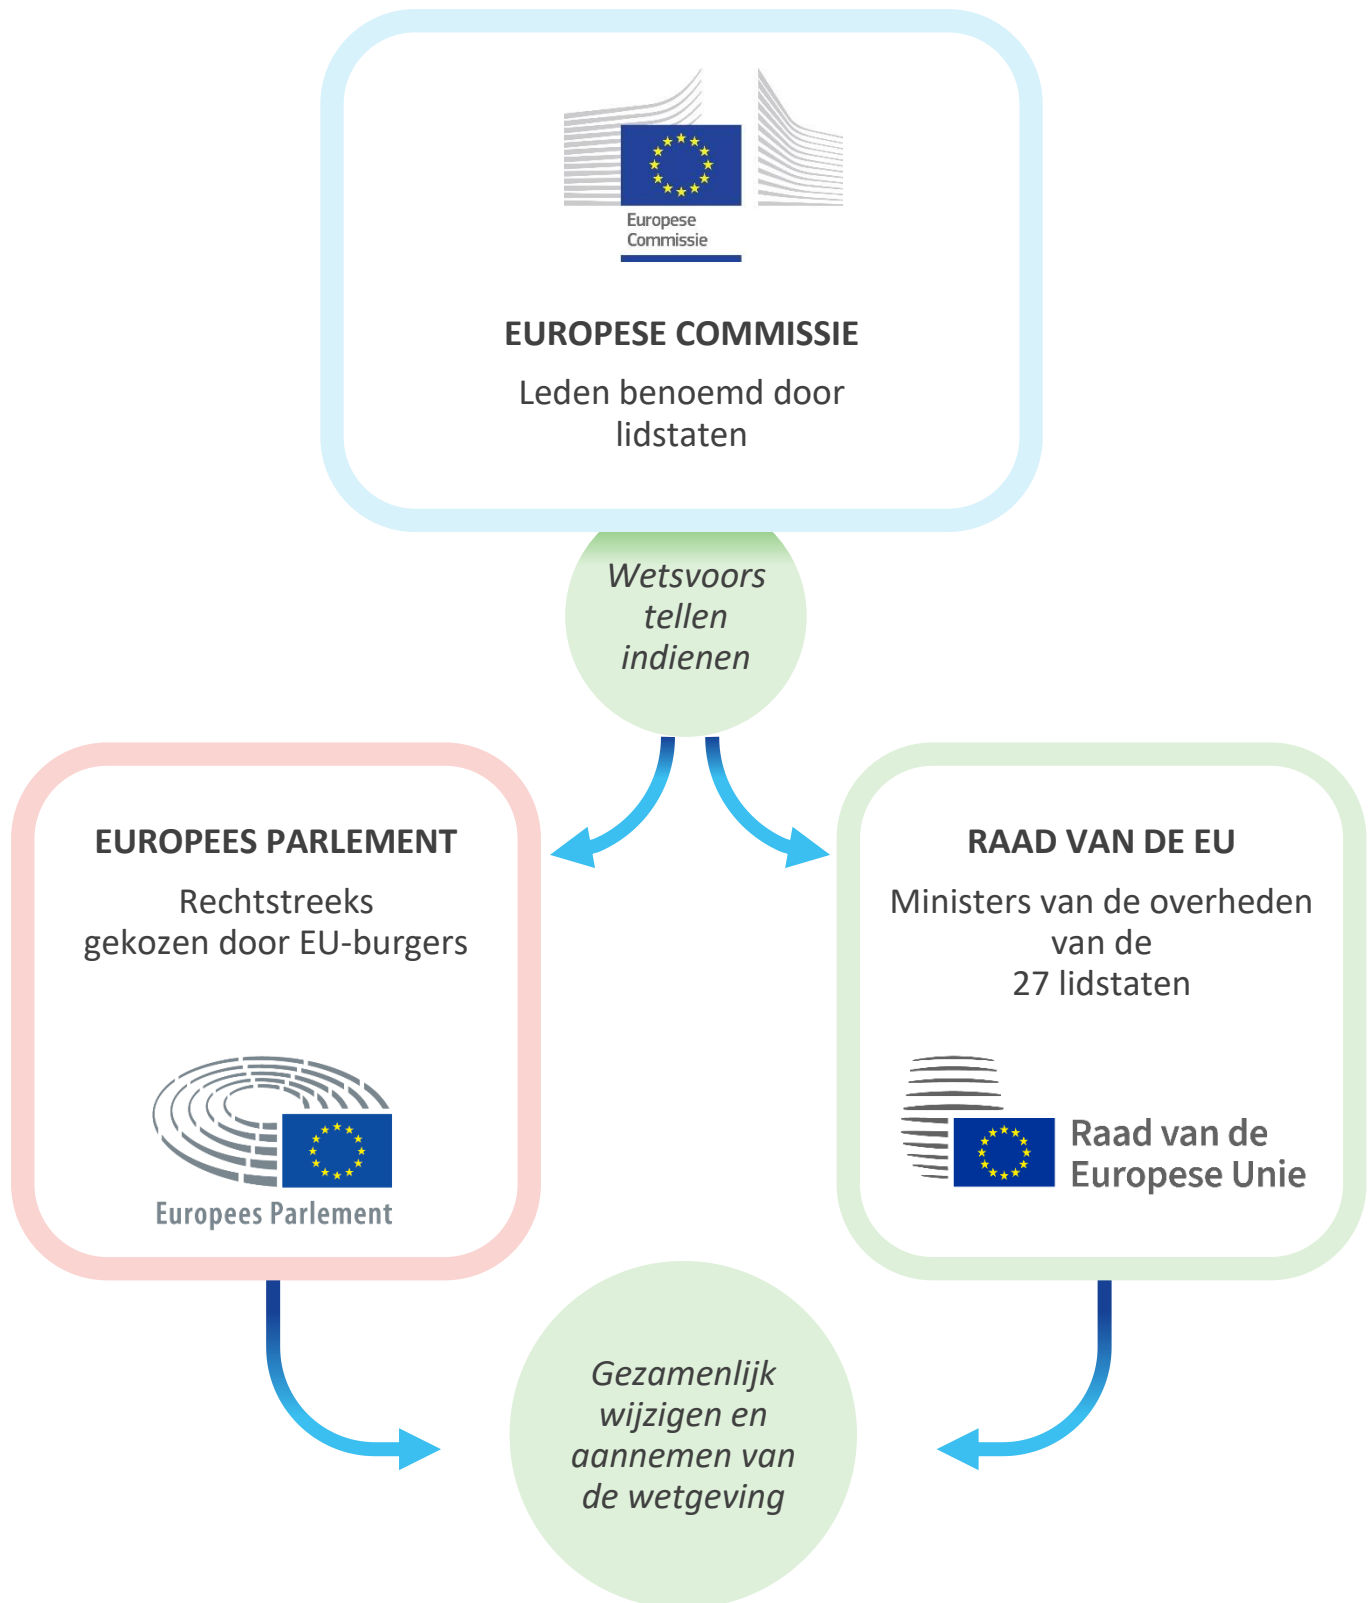 Europese
Commissie
EUROPESE COMMISSIE
Leden benoemd door
lidstaten
Wetsvoors
tellen
indienen
EUROPEES PARLEMENT
Rechtstreeks
gekozen door EU-burgers
Europees Parlement
RAAD VAN DE EU
Ministers van de overheden
van de
27 lidstaten
Raad van de
Europese Unie
Gezamenlijk
wijzigen en
aannemen van
de wetgeving